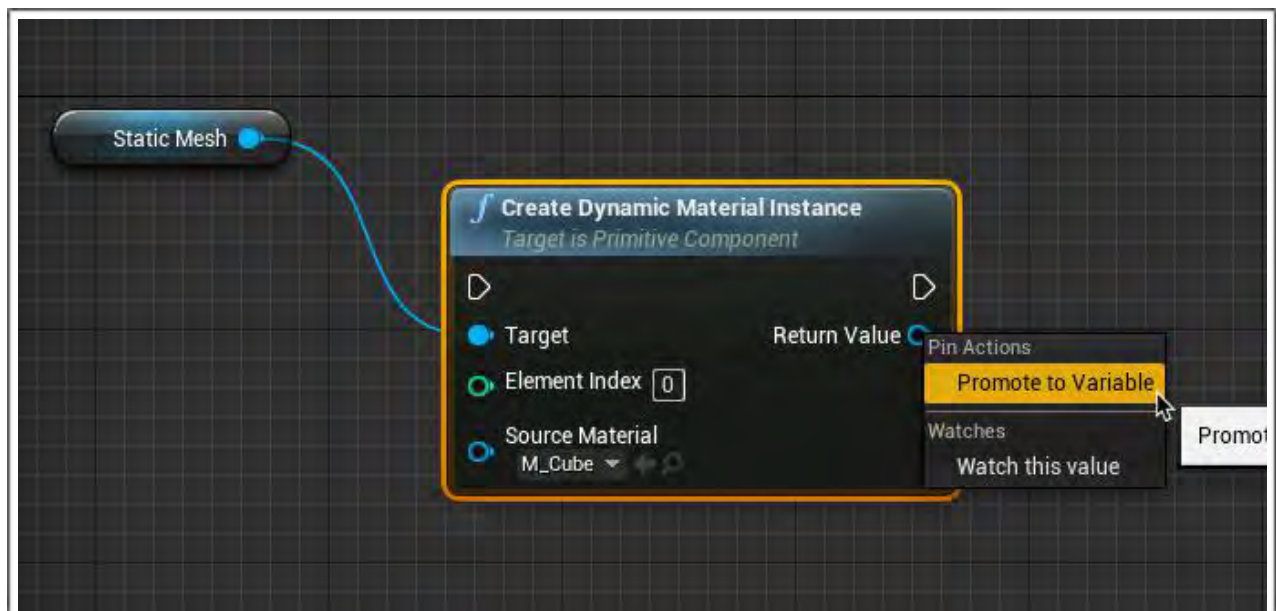 Static Mesh
f Create Dynamic Material Instance
Target is Primitive Component
Target
Return Value
Element Index 0
Source Material
M_Cube
Pin Actions
Promote to Variable
Watches
Watch this value
Promot